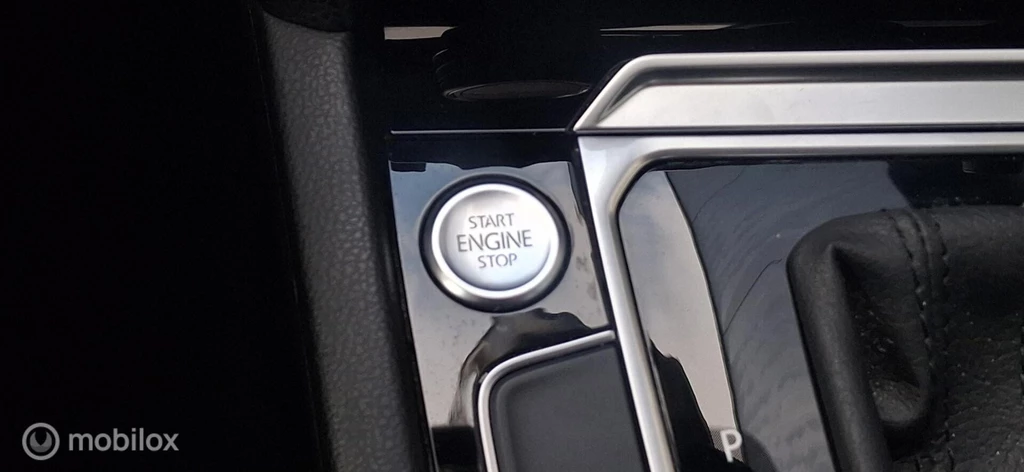 START
ENGINE
STOP
P
mobilox